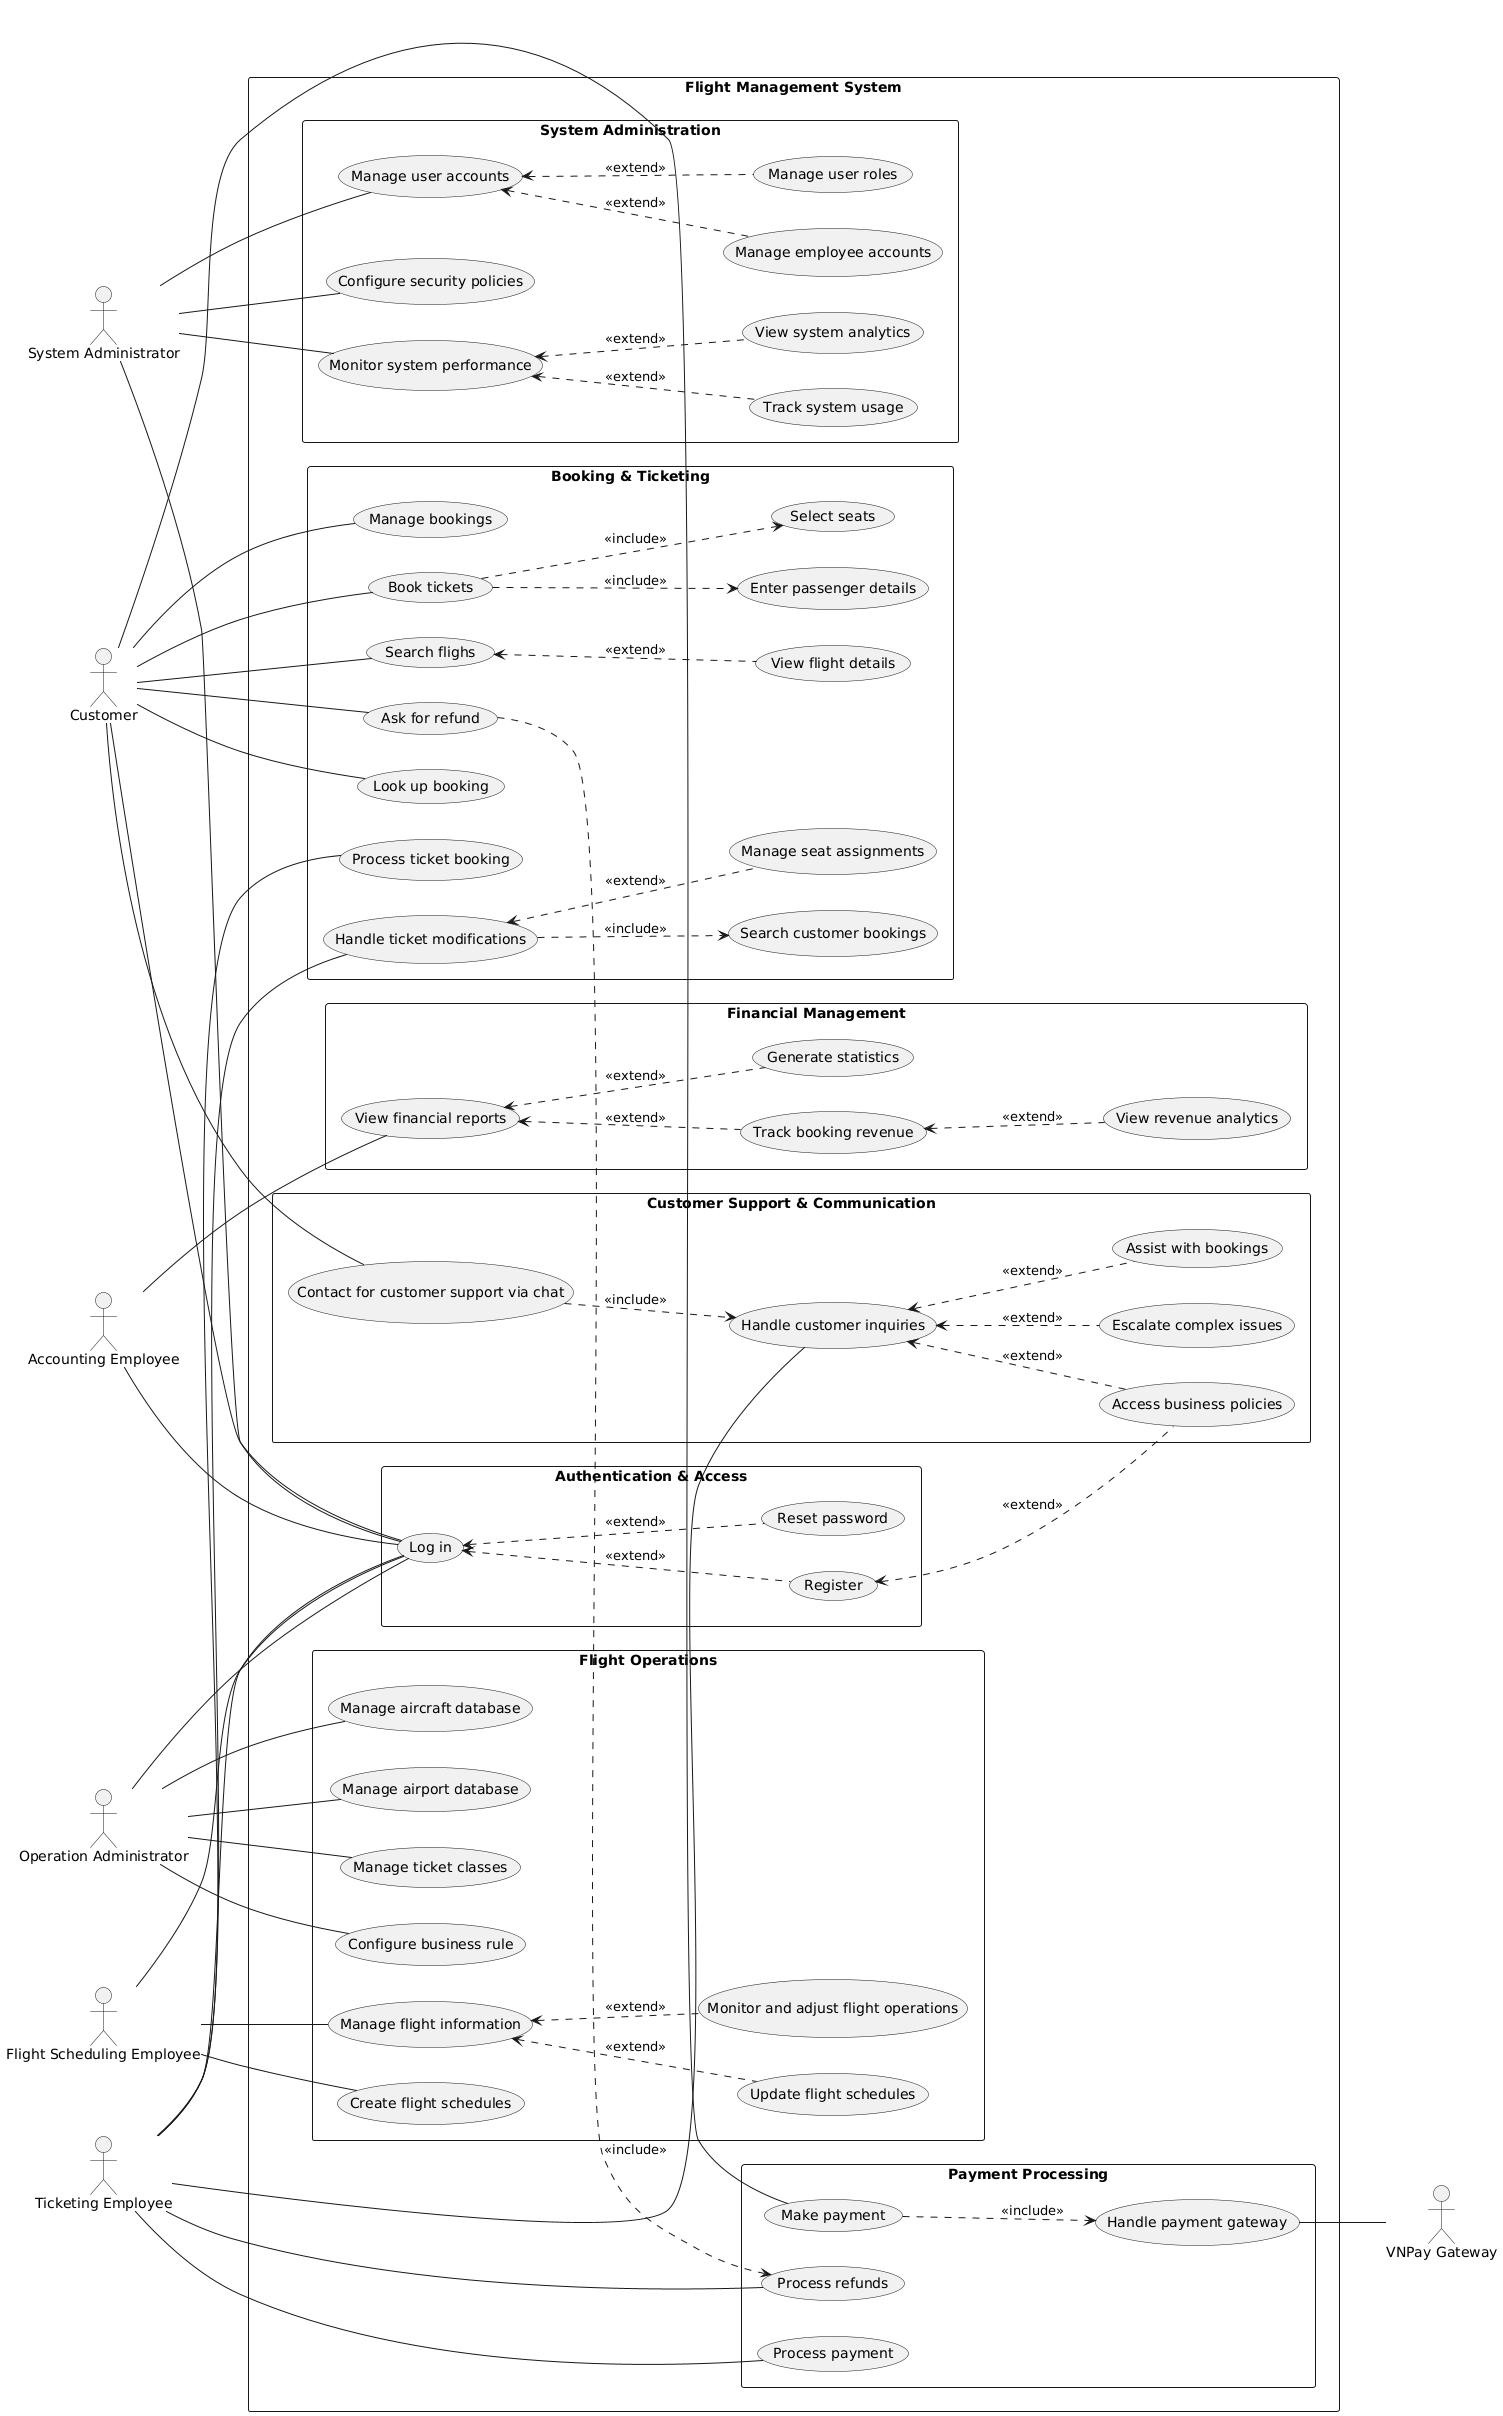 Flight Management System
System Administration
Manage user accounts
«extend»
Manage user roles
«extend»
Manage employee accounts
Configure security policies
System Administrator
Monitor system performance
«extend»
View system analytics
«extend»
Track system usage
Booking & Ticketing
Manage bookings
Select seats
«include»
Book tickets
«include»
Enter passenger details
Search flighs
«extend»
View flight details
Customer
Ask for refund
Look up booking
Process ticket booking
Manage seat assignments
«extend»
Handle ticket modifications
«include»
Search customer bookings
Financial Management
Generate statistics
«extend»
View financial reports
«extend»
Track booking revenue
«extend»
View revenue analytics
Customer Support & Communication
Assist with bookings
«extend»
Contact for customer support via chat
«include»
Handle customer inquiries
«extend»
Escalate complex issues
«extend»
Access business policies
Accounting Employee
Authentication & Access
«extend»
Reset password
«extend»
Log in
«extend»
Register
Flight Operations
Manage aircraft database
Manage airport database
Operation Administrator
Manage ticket classes
Configure business rule
Manage flight information
«extend»
Monitor and adjust flight operations
Flight Scheduling Employee
«extend»
Update flight schedules
Create flight schedules
«include»
Payment Processing
Ticketing Employee
Make payment
«include»
Handle payment gateway
VNPay Gateway
Process refunds
Process payment